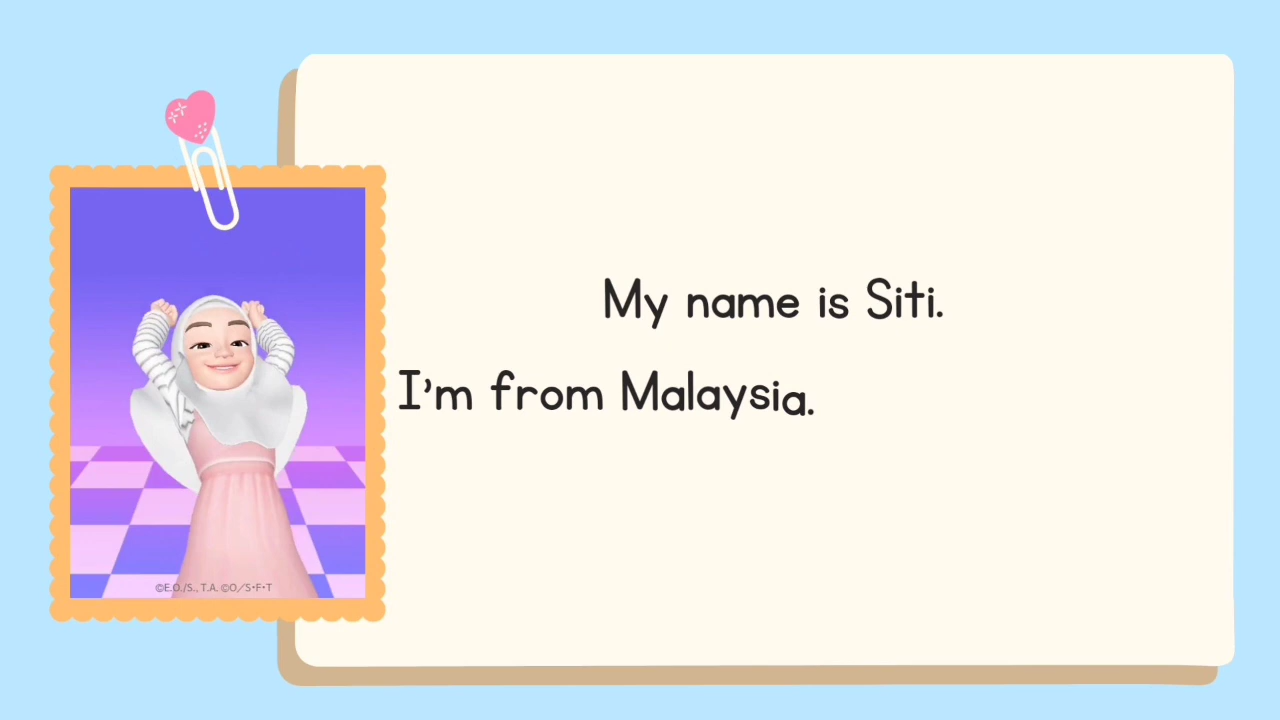 My name is Siti.
I'm from Malaysia.
©E.O./S., T.A. ©O/S•F•T